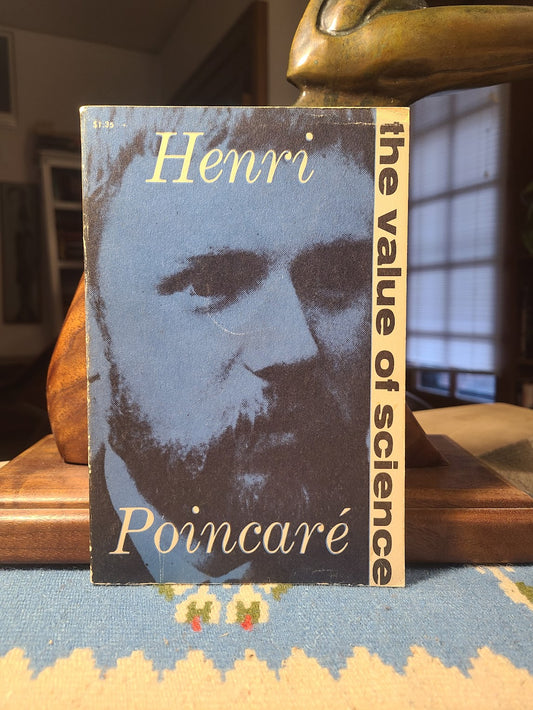 $1.35
Henri
the value of science
Poincaré